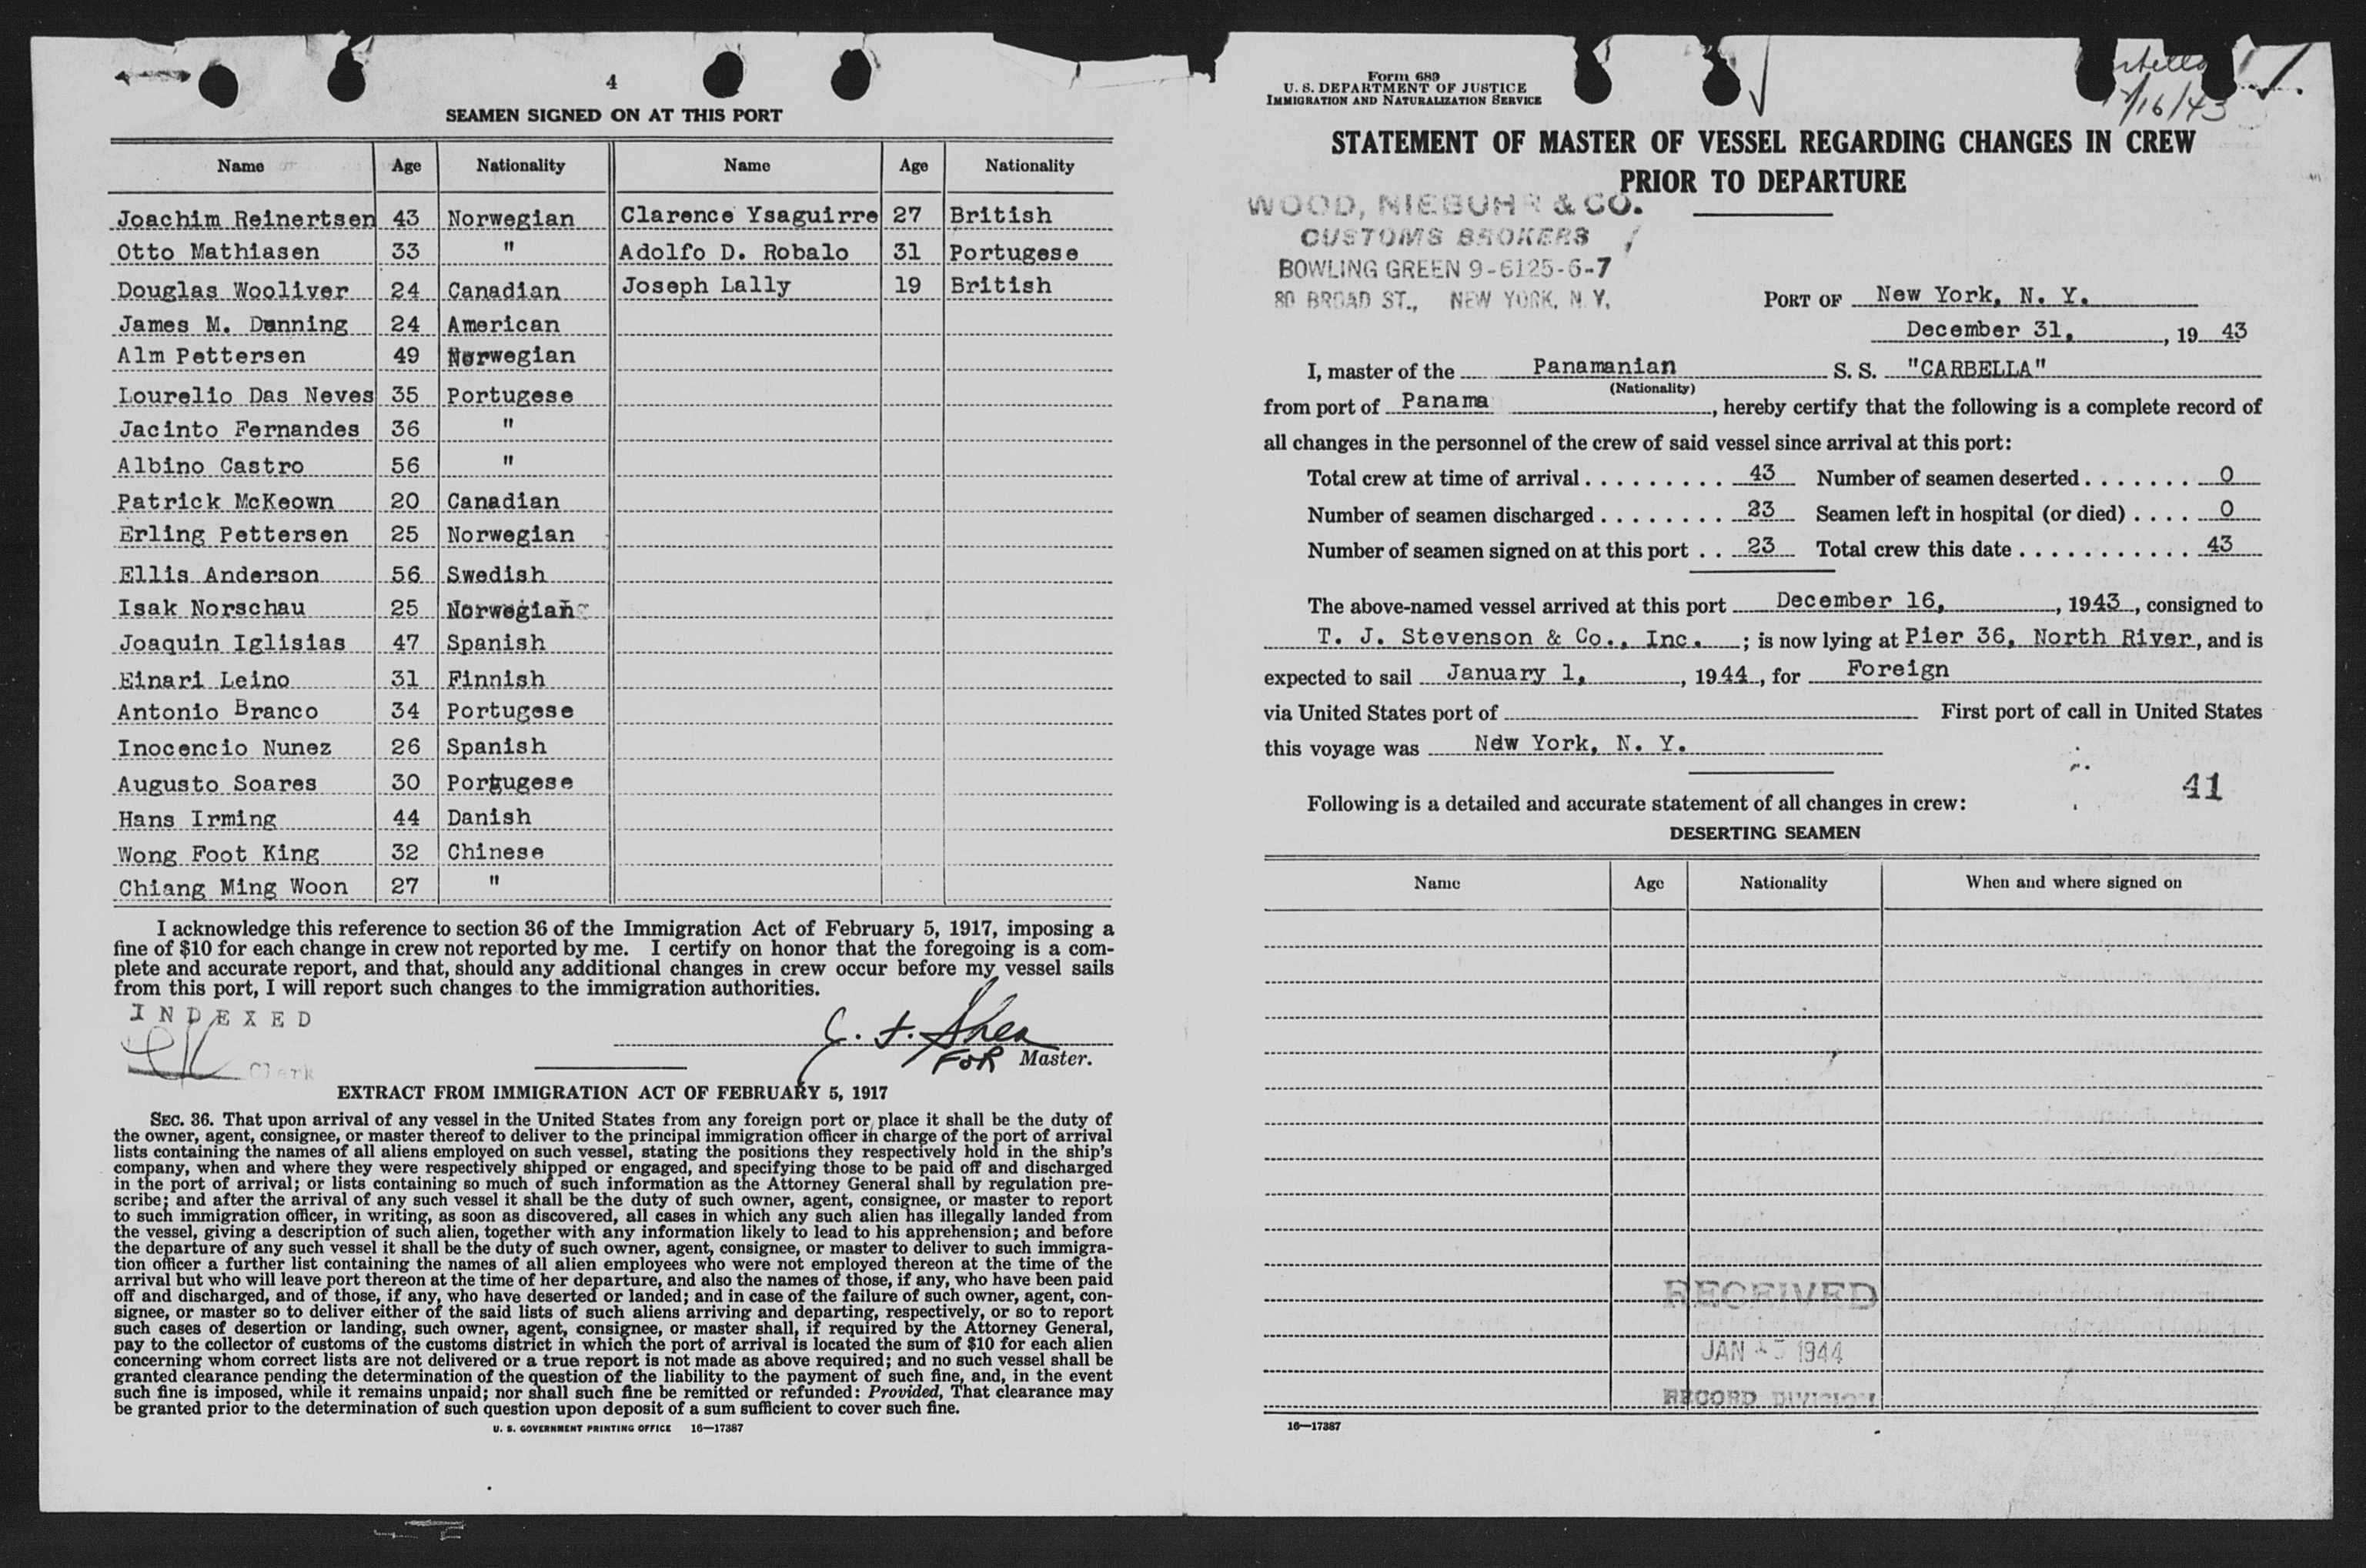 4
SEAMEN SIGNED ON AT THIS PORT
Name Age Nationality Name Age Nationality
Joachim Reinertsen 43 Norwegian Clarence Ysaguirre 27 British
Otto Mathiasen 33 " Adolfo D. Robalo 31 Portugese
Douglas Wooliver 24 Canadian Joseph Lally 19 British
James M. Dunning 24 American
Alm Pettersen 49 Norwegian
Lourelio Das Neves 35 Portugese
Jacinto Fernandes 36 "
Albino Castro 56 "
Patrick McKeown 20 Canadian
Erling Pettersen 25 Norwegian
Ellis Anderson 56 Swedish
Isak Norschau 25 Norwegian
Joaquin Iglisias 47 Spanish
Einari Leino 31 Finnish
Antonio Branco 34 Portugese
Inocencio Nunez 26 Spanish
Augusto Soares 30 Portugese
Hans Irming 44 Danish
Wong Foot King 32 Chinese
Chiang Ming Woon 27 "
I acknowledge this reference to section 36 of the Immigration Act of February 5, 1917, imposing a
fine of $10 for each change in crew not reported by me. I certify on honor that the foregoing is a com-
plete and accurate report, and that, should any additional changes in crew occur before my vessel sails
from this port, I will report such changes to the immigration authorities.
INDEXED
Clerk
J. F. Shea
FOR Master.
EXTRACT FROM IMMIGRATION ACT OF FEBRUARY 5, 1917
SEC. 36. That upon arrival of any vessel in the United States from any foreign port or place it shall be the duty of
the owner, agent, consignee, or master thereof to deliver to the principal immigration officer in charge of the port of arrival
lists containing the names of all aliens employed on such vessel, stating the positions they respectively hold in the ship's
company, when and where they were respectively shipped or engaged, and specifying those to be paid off and discharged
in the port of arrival; or lists containing so much of such information as the Attorney General shall by regulation pre-
scribe; and after the arrival of any such vessel it shall be the duty of such owner, agent, consignee, or master to report
to such immigration officer, in writing, as soon as discovered, all cases in which any such alien has illegally landed from
the vessel, giving a description of such alien, together with any information likely to lead to his apprehension; and before
the departure of any such vessel it shall be the duty of such owner, agent, consignee, or master to deliver to such immigra-
tion officer a further list containing the names of all alien employees who were not employed thereon at the time of the
arrival but who will leave port thereon at the time of her departure, and also the names of those, if any, who have been paid
off and discharged, and of those, if any, who have deserted or landed; and in case of the failure of such owner, agent, con-
signee, or master so to deliver either of the said lists of such aliens arriving and departing, respectively, or so to report
such cases of desertion or landing, such owner, agent, consignee, or master shall, if required by the Attorney General,
pay to the collector of customs of the customs district in which the port of arrival is located the sum of $10 for each alien
concerning whom correct lists are not delivered or a true report is not made as above required; and no such vessel shall be
granted clearance pending the determination of the question of the liability to the payment of such fine, and, in the event
such fine is imposed, while it remains unpaid; nor shall such fine be remitted or refunded: Provided, That clearance may
be granted prior to the determination of such question upon deposit of a sum sufficient to cover such fine.
U. S. GOVERNMENT PRINTING OFFICE 16—17387
Form 689
U. S. DEPARTMENT OF JUSTICE
IMMIGRATION AND NATURALIZATION SERVICE
/16/43
STATEMENT OF MASTER OF VESSEL REGARDING CHANGES IN CREW
PRIOR TO DEPARTURE
WOOD, NIEBUHR & CO.
CUSTOMS BROKERS
BOWLING GREEN 9-6125-6-7
80 BROAD ST., NEW YORK, N. Y.
PORT OF New York, N. Y.
December 31, , 19 43
I, master of the Panamanian S. S. "CARBELLA"
(Nationality)
from port of Panama , hereby certify that the following is a complete record of
all changes in the personnel of the crew of said vessel since arrival at this port:
Total crew at time of arrival . . . . . . . . . 43 Number of seamen deserted . . . . . . . 0
Number of seamen discharged . . . . . . . . 23 Seamen left in hospital (or died) . . . . 0
Number of seamen signed on at this port . . 23 Total crew this date . . . . . . . . . . . 43
The above-named vessel arrived at this port December 16, , 1943 , consigned to
T. J. Stevenson & Co., Inc. ; is now lying at Pier 36, North River, and is
expected to sail January 1, , 1944 , for Foreign
via United States port of First port of call in United States
this voyage was Ndw York, N. Y.
41
Following is a detailed and accurate statement of all changes in crew:
DESERTING SEAMEN
Name Age Nationality When and where signed on
RECEIVED
JAN 1944
RECORD DIVISION
16—17387